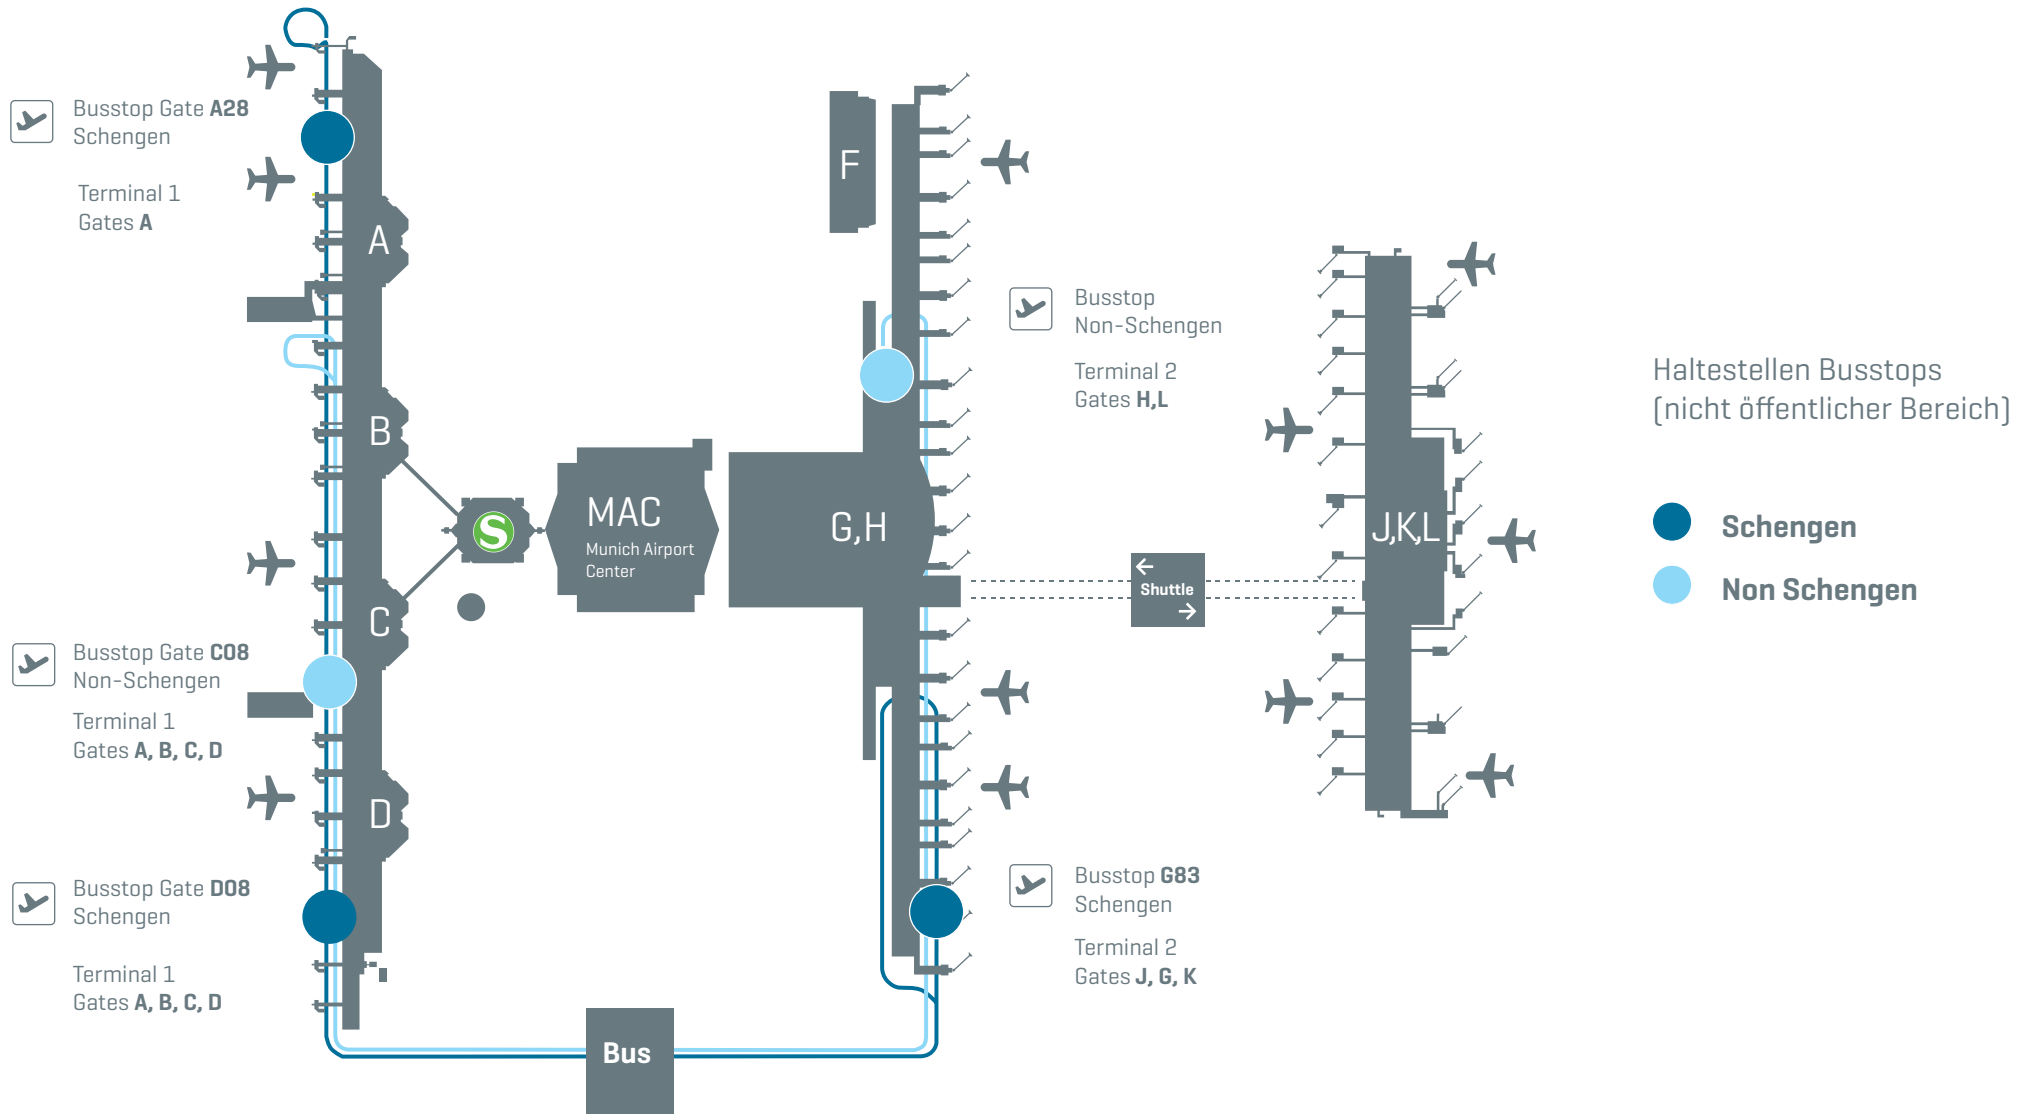 Busstop Gate A28
Schengen
Terminal 1
Gates A
A
B
C
D
Busstop Gate C08
Non-Schengen
Terminal 1
Gates A, B, C, D
Busstop Gate D08
Schengen
Terminal 1
Gates A, B, C, D
S
MAC
Munich Airport
Center
F
G,H
Busstop
Non-Schengen
Terminal 2
Gates H,L
Shuttle
Busstop G83
Schengen
Terminal 2
Gates J, G, K
Bus
J,K,L
Haltestellen Busstops
(nicht öffentlicher Bereich)
Schengen
Non Schengen